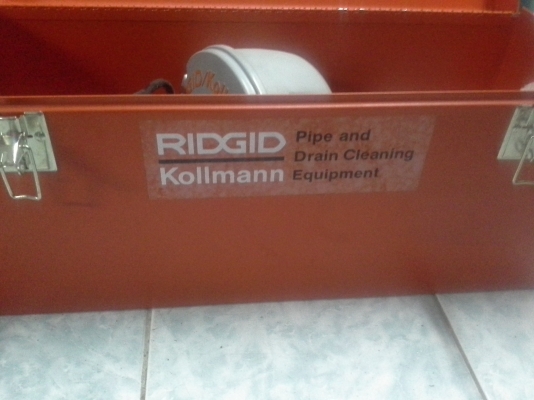 RIDGID
Kollmann
Pipe and
Drain Cleaning
Equipment